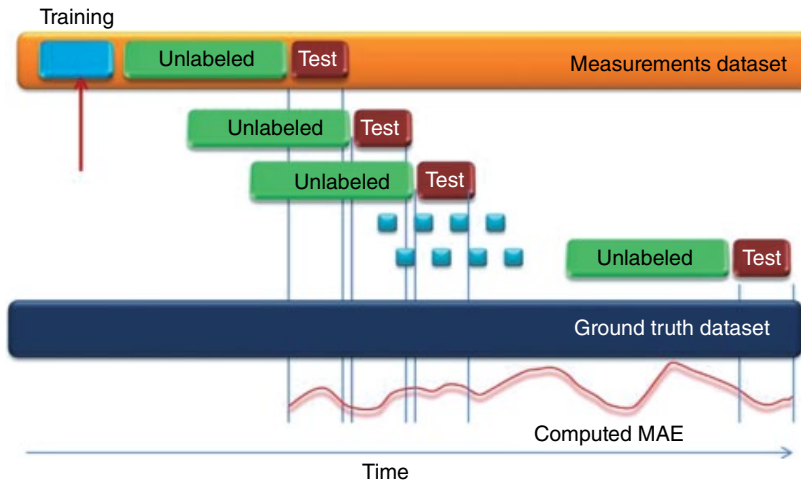 Training
Unlabeled Test Measurements dataset
Unlabeled Test
Unlabeled Test
Unlabeled Test
Ground truth dataset
Computed MAE
Time